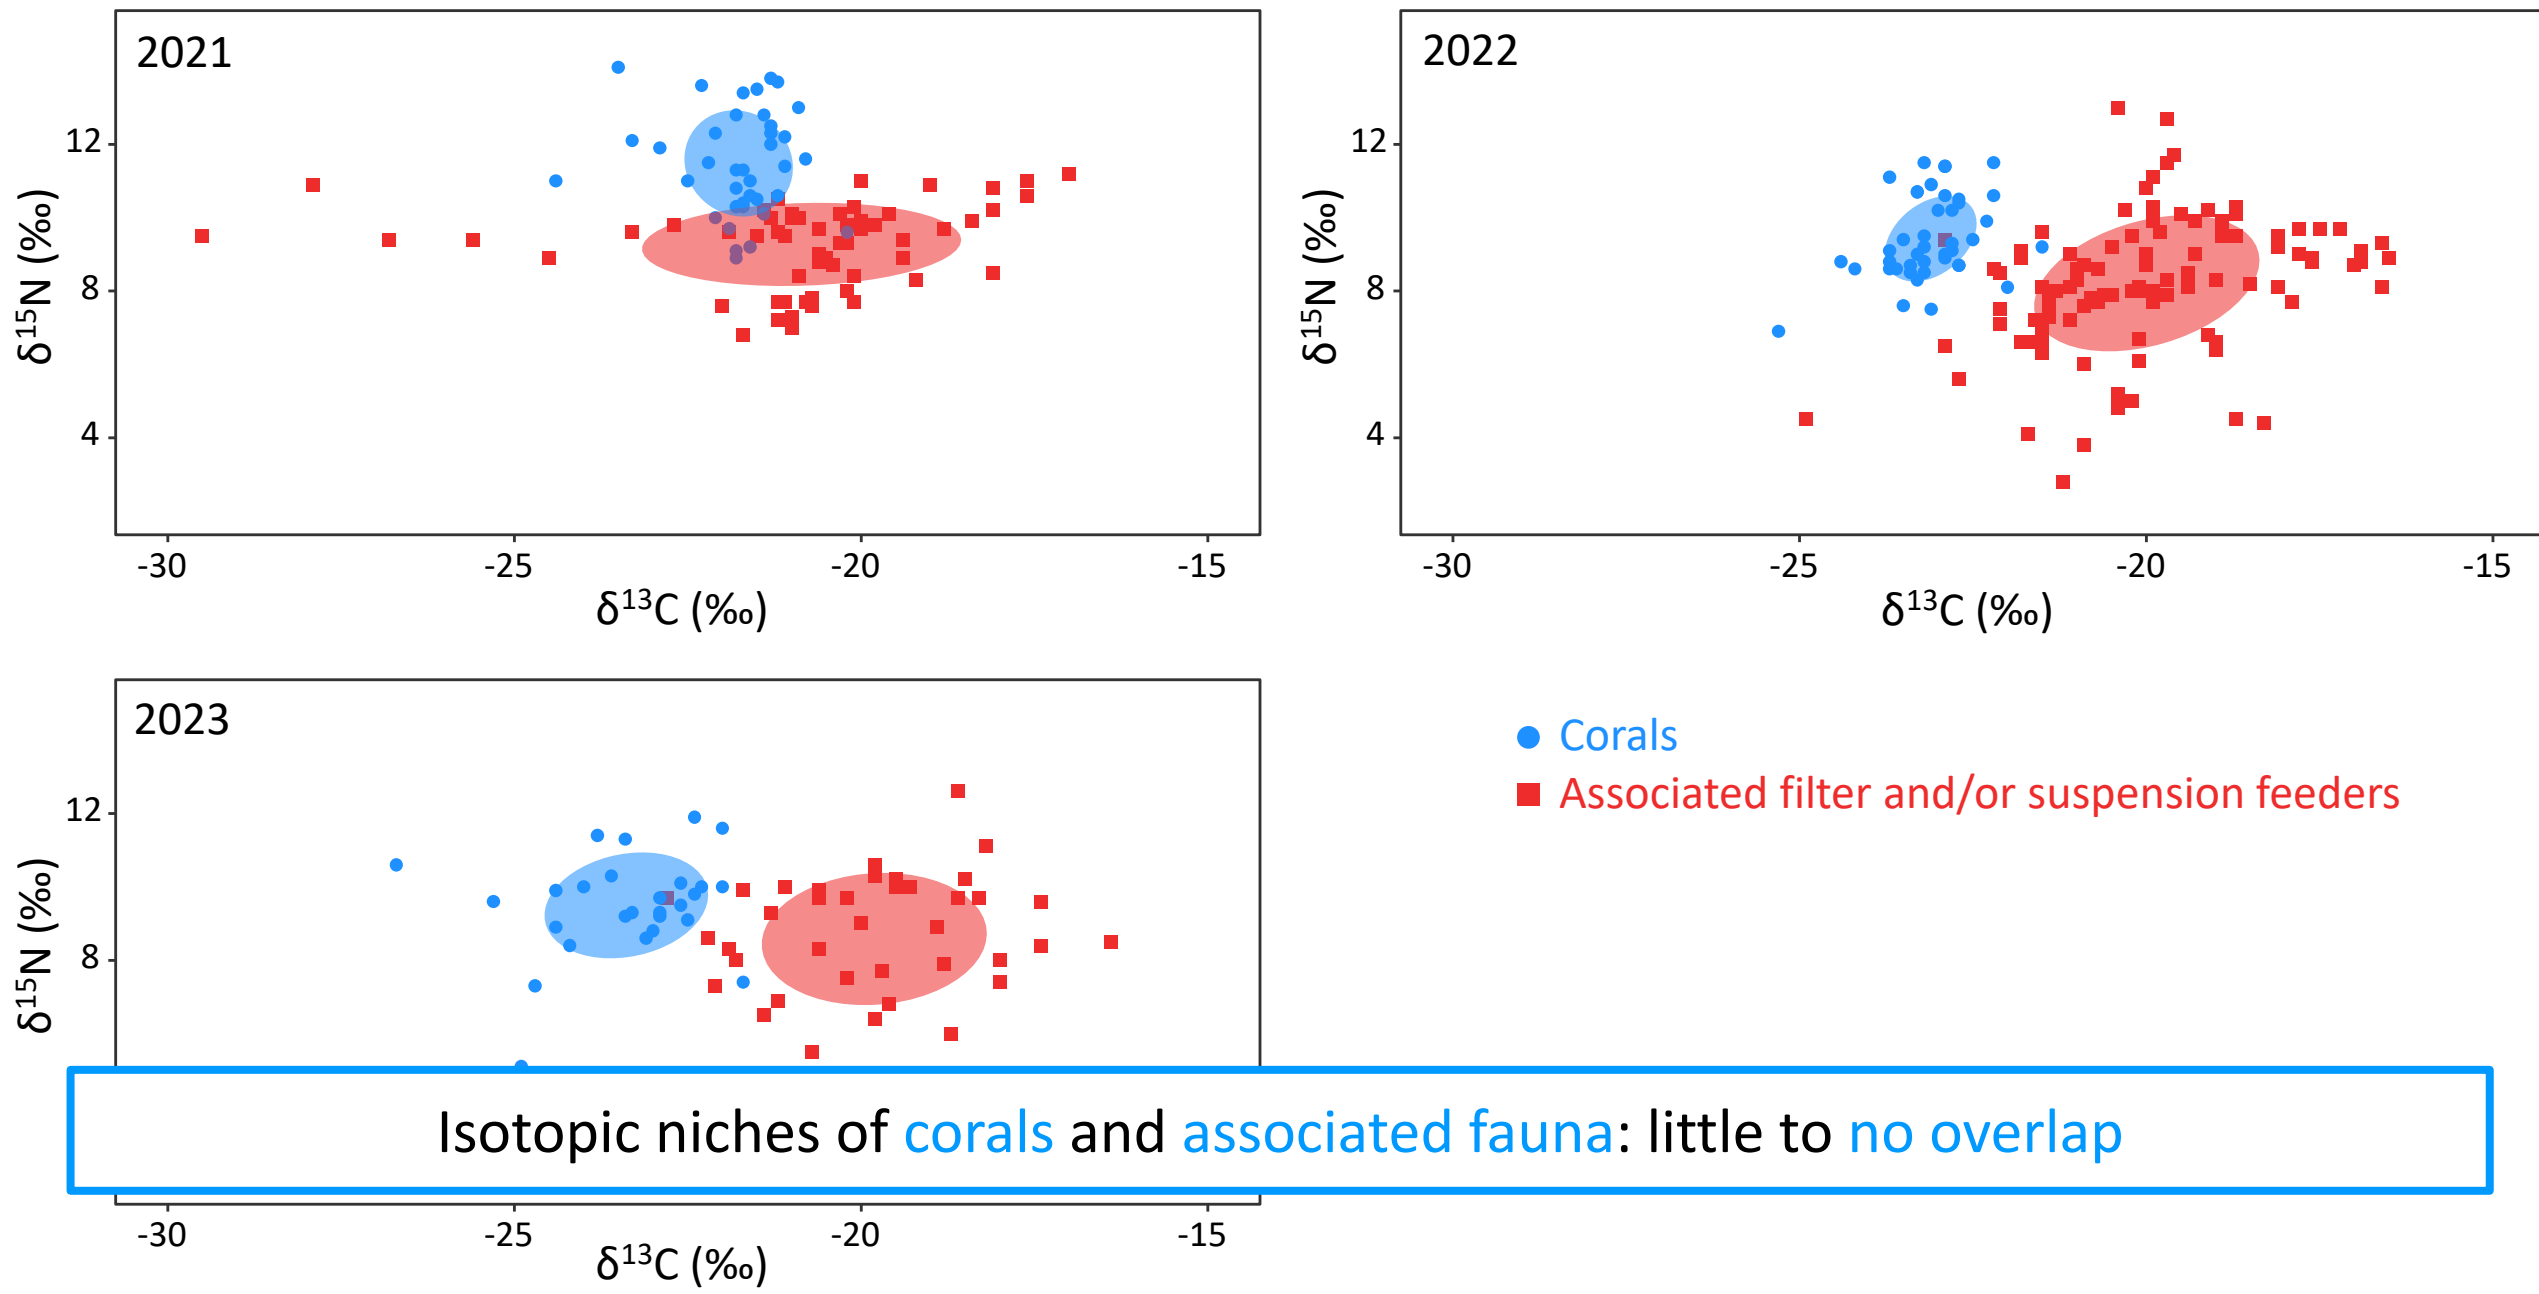 2021
12
8
4
δ¹⁵N (‰)
-30 -25 -20 -15
δ¹³C (‰)
2022
12
8
4
δ¹⁵N (‰)
-30 -25 -20 -15
δ¹³C (‰)
2023
12
8
δ¹⁵N (‰)
-30 -25 -20 -15
δ¹³C (‰)
Corals
Associated filter and/or suspension feeders
Isotopic niches of corals and associated fauna: little to no overlap